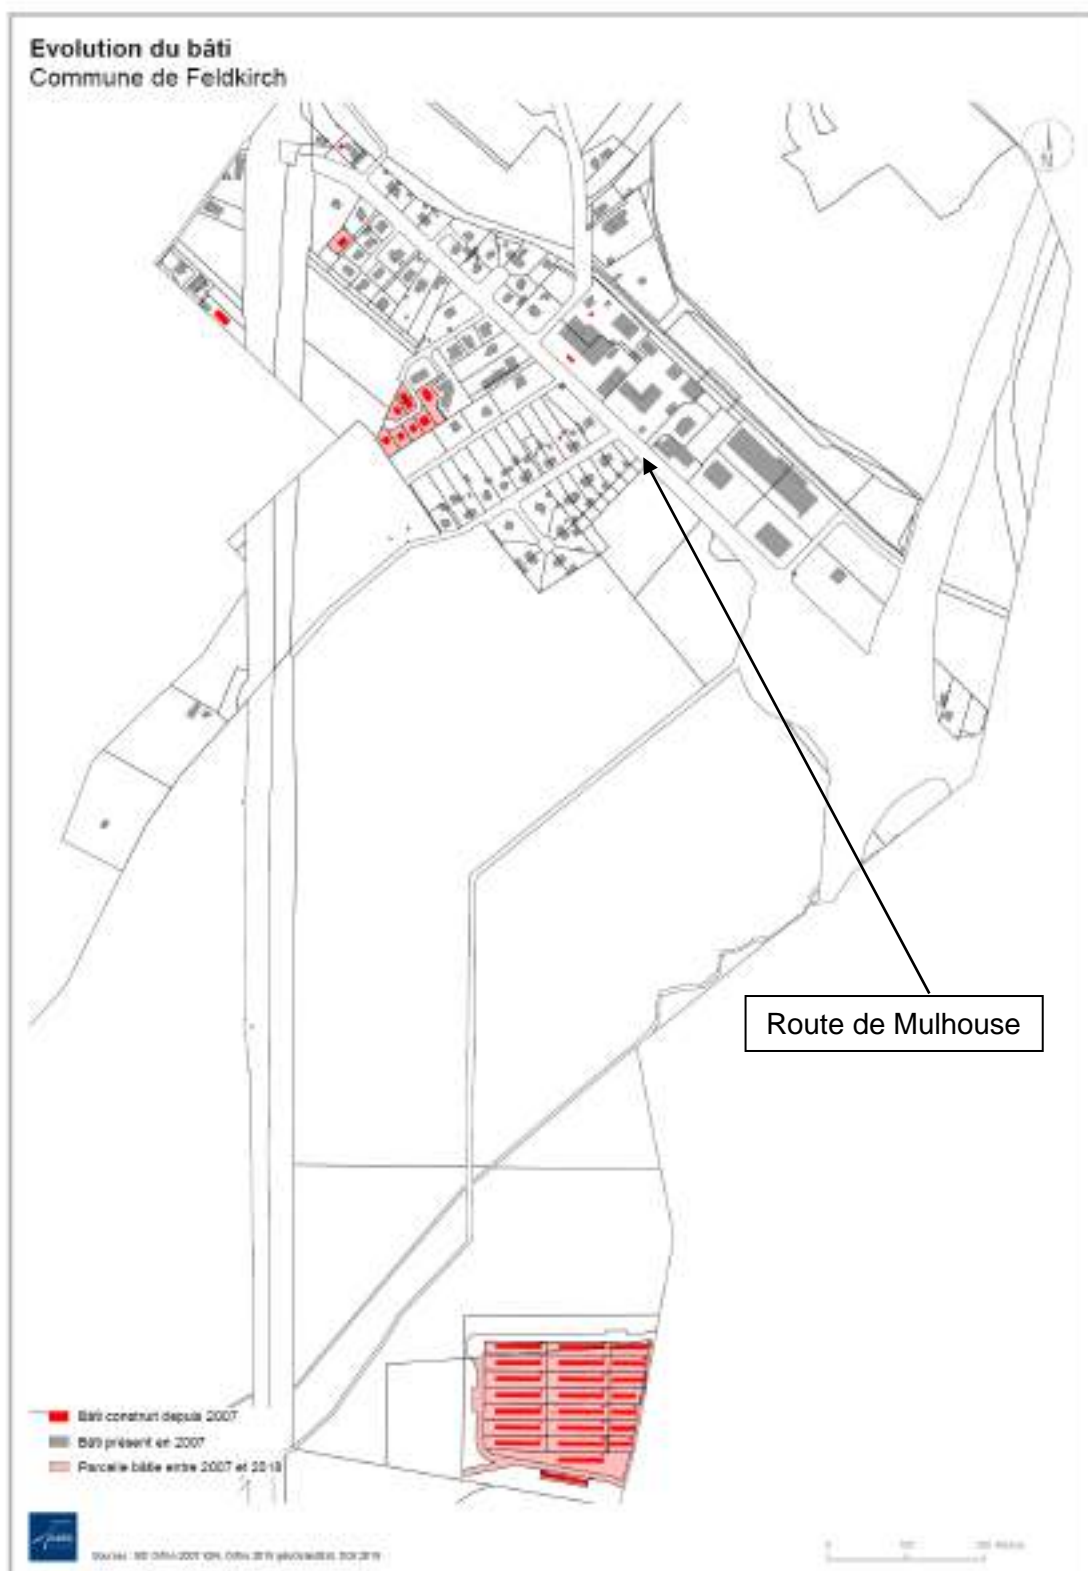 Evolution du bâti
Commune de Feldkirch
Route de Mulhouse
Bâti construit depuis 2007
Bâti présent en 2007
Parcelle bâtie entre 2007 et 2018